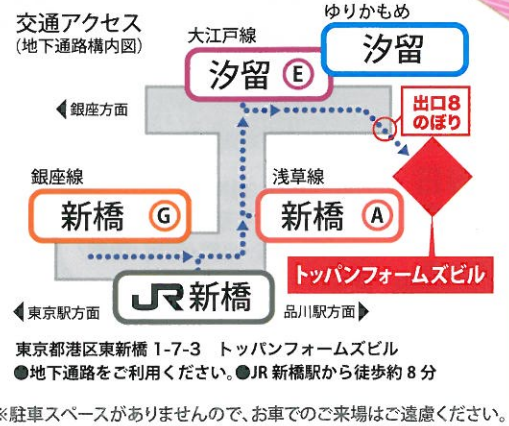 交通アクセス
(地下通路構内図)
ゆりかもめ
汐留
大江戸線
汐留 E
◀銀座方面
出口8
のぼり
銀座線
新橋 G
浅草線
新橋 A
トッパンフォームズビル
JR新橋
◀東京駅方面
品川駅方面▶
東京都港区東新橋 1-7-3 トッパンフォームズビル
●地下通路をご利用ください。●JR 新橋駅から徒歩約 8 分
※駐車スペースがありませんので、お車でのご来場はご遠慮ください。